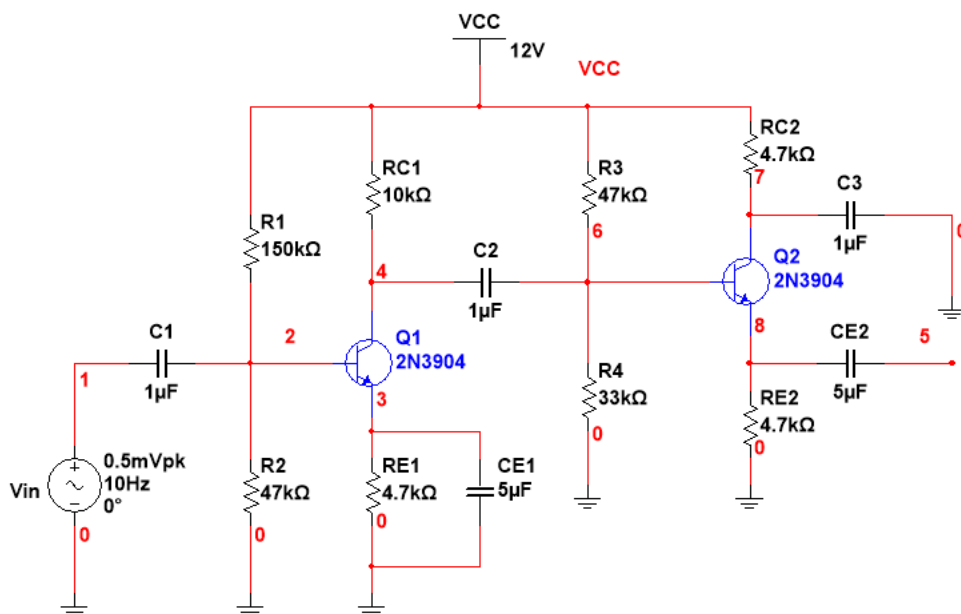 VCC
12V
VCC
RC1
10kΩ
R3
47kΩ
6
RC2
4.7kΩ
7
C3
1µF
R1
150kΩ
4
C2
1µF
Q2
2N3904
8
CE2
5µF
5
C1
1µF
1
2
Q1
2N3904
3
R4
33kΩ
0
RE2
4.7kΩ
0
Vin
0.5mVpk
10Hz
0°
0
R2
47kΩ
0
RE1
4.7kΩ
0
CE1
5µF